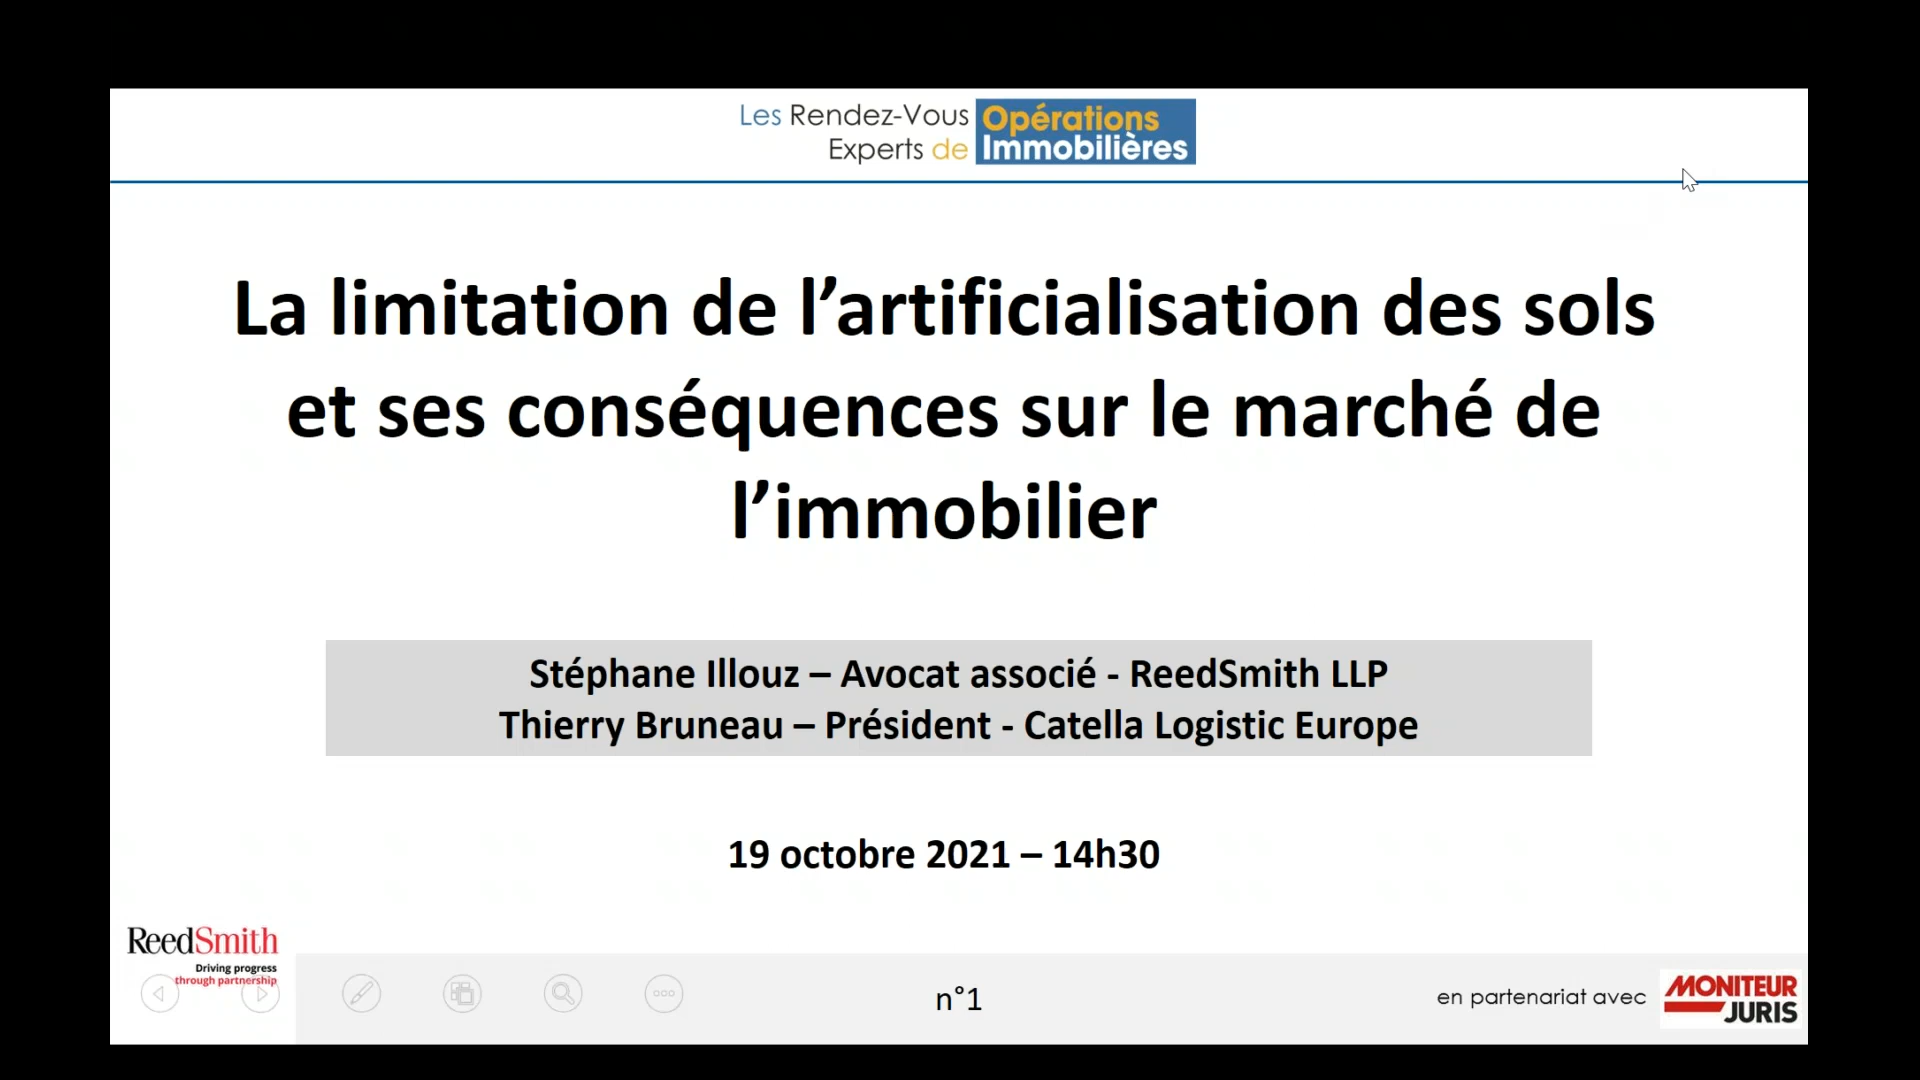 Les Rendez-Vous
Experts de
Opérations
Immobilières
La limitation de l’artificialisation des sols
et ses conséquences sur le marché de
l’immobilier
Stéphane Illouz – Avocat associé - ReedSmith LLP
Thierry Bruneau – Président - Catella Logistic Europe
19 octobre 2021 – 14h30
ReedSmith
Driving progress
through partnership
n°1
en partenariat avec
MONITEUR
JURIS